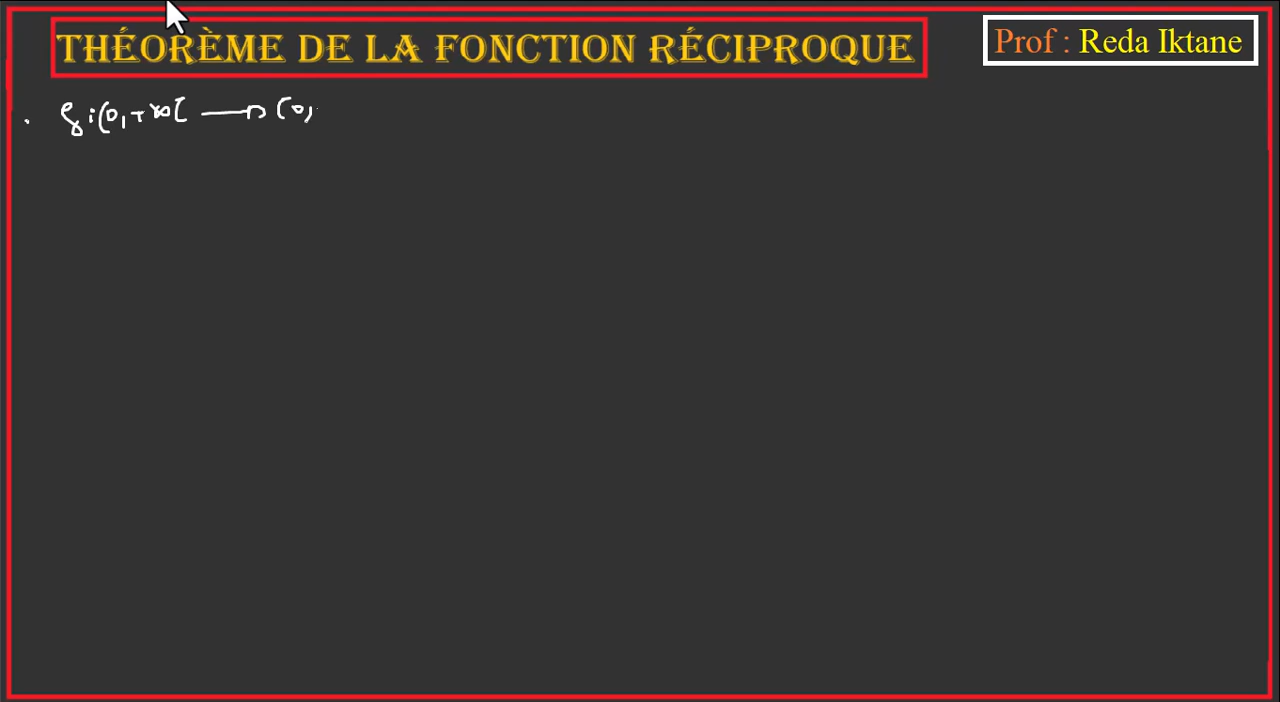 THÉORÈME DE LA FONCTION RÉCIPROQUE
Prof : Reda Iktane
. f : [0, +∞[ → [0,